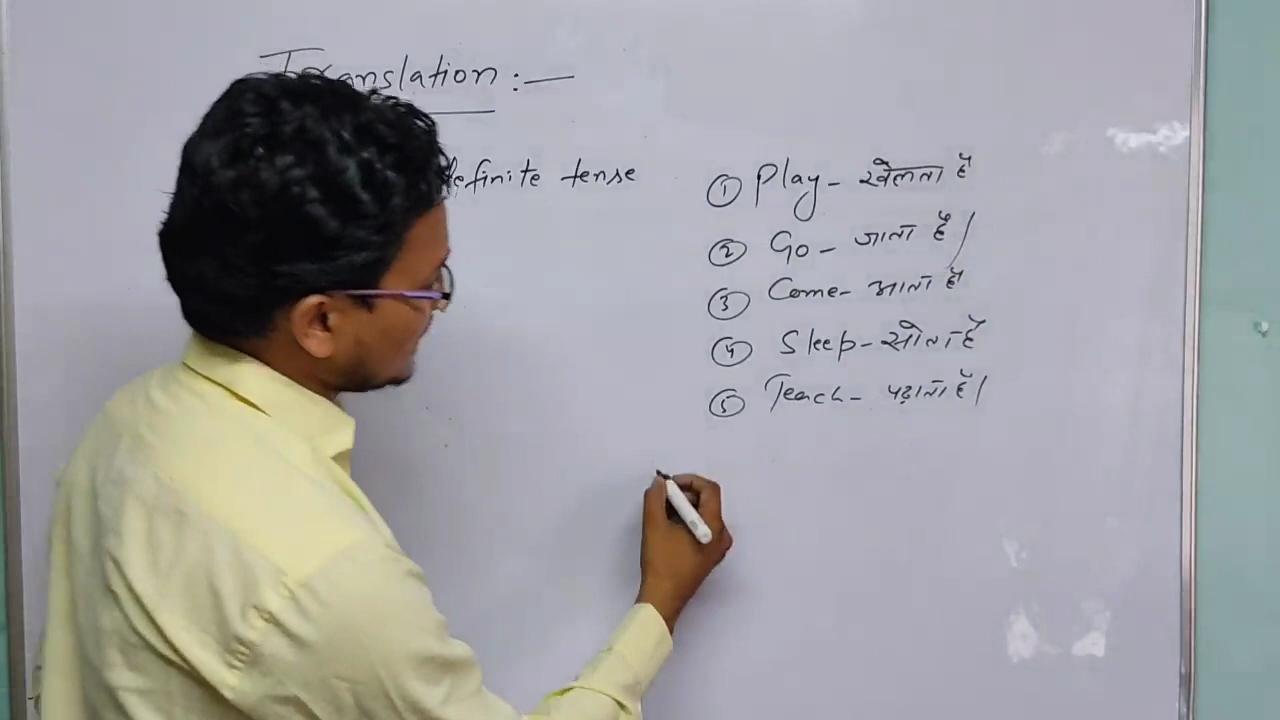 Translation :—
definite tense
① Play - खेलता है
② Go - जाता है।
③ Come - आता है
④ Sleep - सोता है
⑤ Teach - पढ़ाता है।